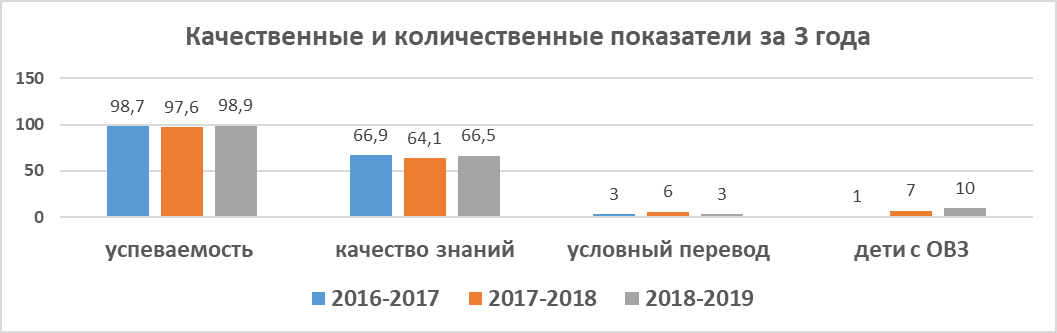 Качественные и количественные показатели за 3 года
150
100
50
0
98,7 97,6 98,9
66,9 64,1 66,5
3 6 3
1 7 10
успеваемость качество знаний условный перевод дети с ОВЗ
2016-2017 2017-2018 2018-2019